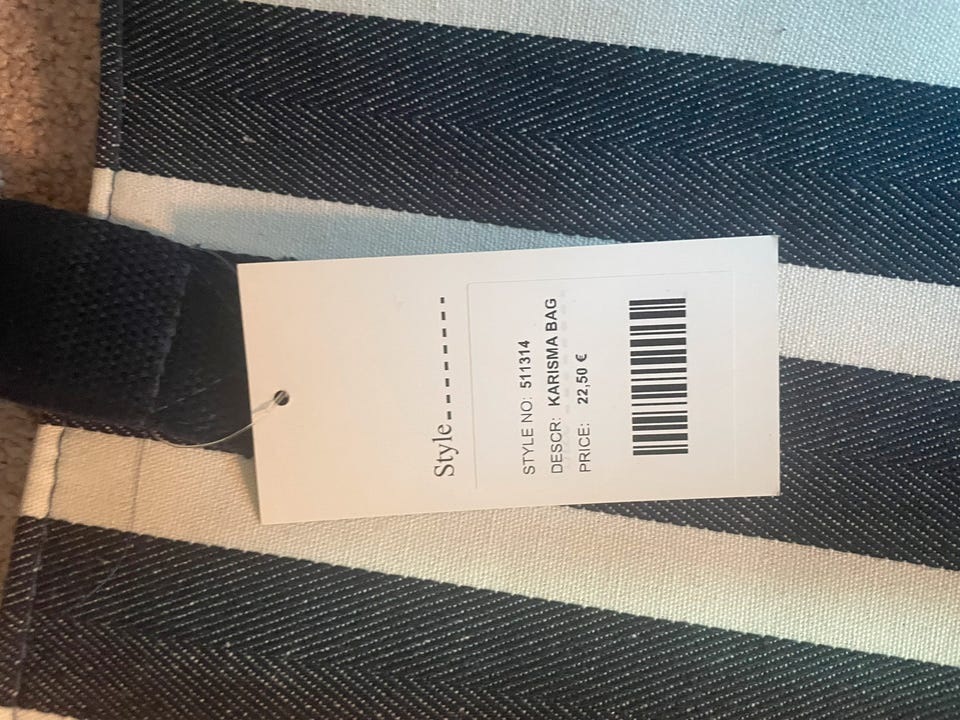 Style--------
STYLE NO: 511314
DESCR: KARISMA BAG
PRICE: 22,50 €